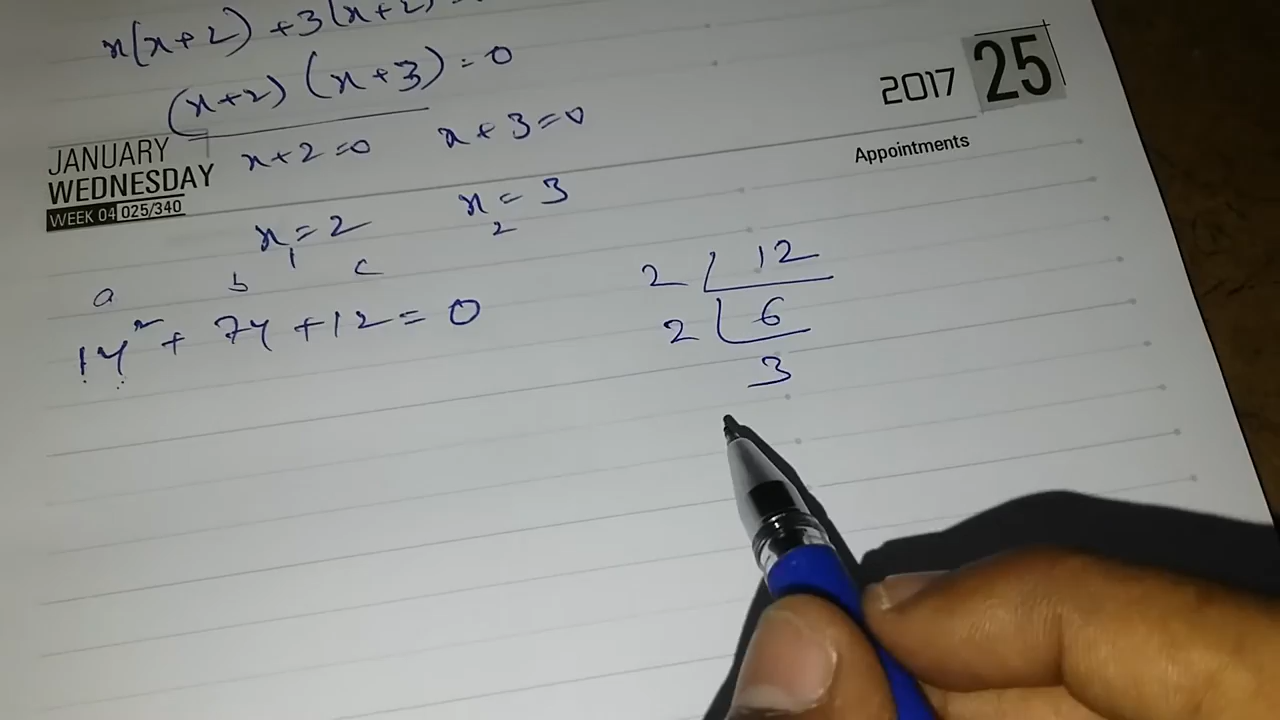 x(x+2) +3(x+2)
(x+2) (x+3) = 0
2017 25
JANUARY
WEDNESDAY
WEEK 04 025/340
x+2=0 x+3=0
Appointments
x₁ = 2 x₂ = 3
a b c
1y² + 7y + 12 = 0
2 12
2 6
3